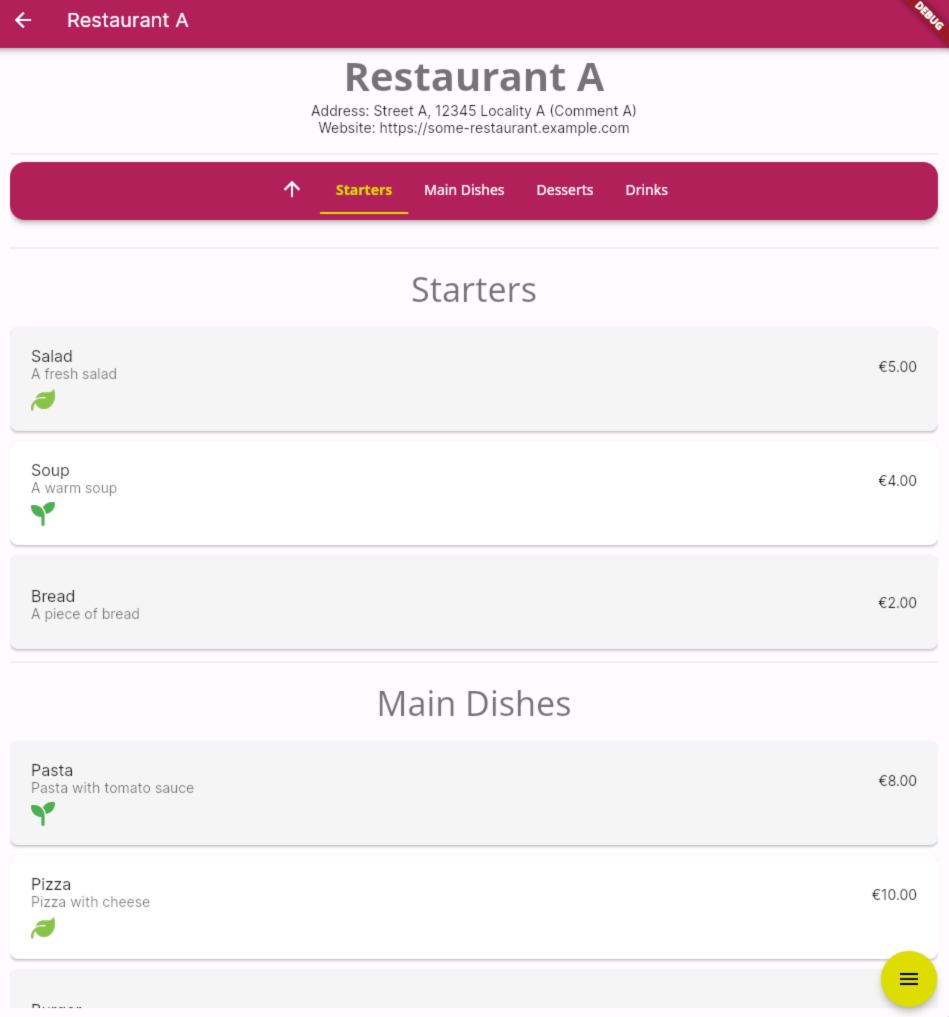 Restaurant A
DEBUG
Restaurant A
Address: Street A, 12345 Locality A (Comment A)
Website: https://some-restaurant.example.com
Starters Main Dishes Desserts Drinks
Starters
Salad
A fresh salad
€5.00
Soup
A warm soup
€4.00
Bread
A piece of bread
€2.00
Main Dishes
Pasta
Pasta with tomato sauce
€8.00
Pizza
Pizza with cheese
€10.00